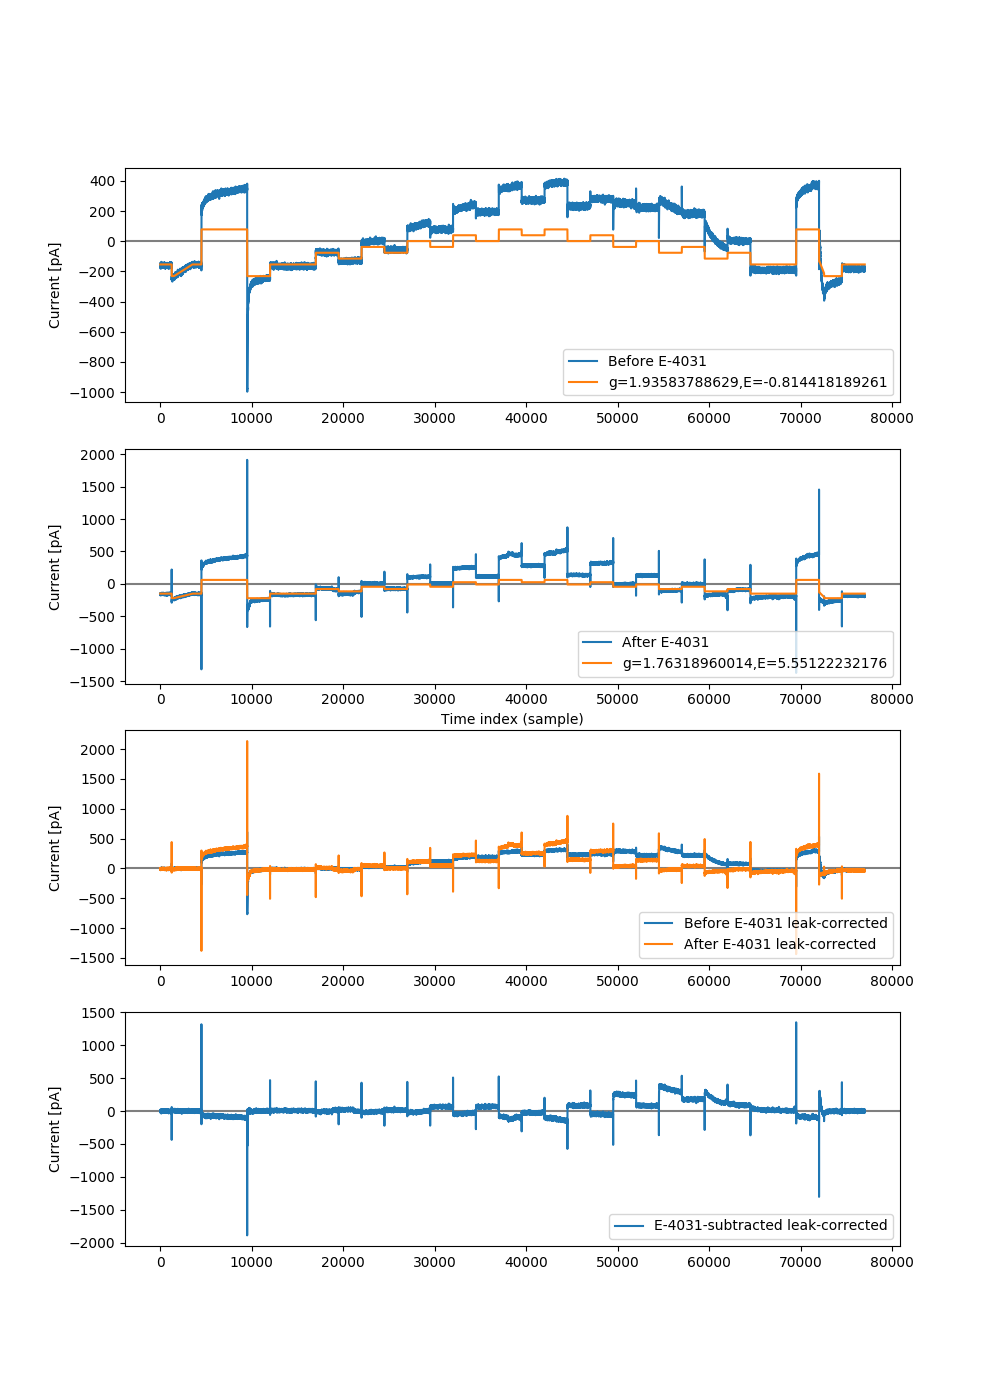 400
200
0
−200
−400
−600
−800
−1000
Current [pA]
Before E-4031
g=1.93583788629,E=-0.814418189261
0 10000 20000 30000 40000 50000 60000 70000 80000
2000
1500
1000
500
0
−500
−1000
−1500
Current [pA]
After E-4031
g=1.76318960014,E=5.55122232176
0 10000 20000 30000 40000 50000 60000 70000 80000
Time index (sample)
2000
1500
1000
500
0
−500
−1000
−1500
Current [pA]
Before E-4031 leak-corrected
After E-4031 leak-corrected
0 10000 20000 30000 40000 50000 60000 70000 80000
1500
1000
500
0
−500
−1000
−1500
−2000
Current [pA]
E-4031-subtracted leak-corrected
0 10000 20000 30000 40000 50000 60000 70000 80000